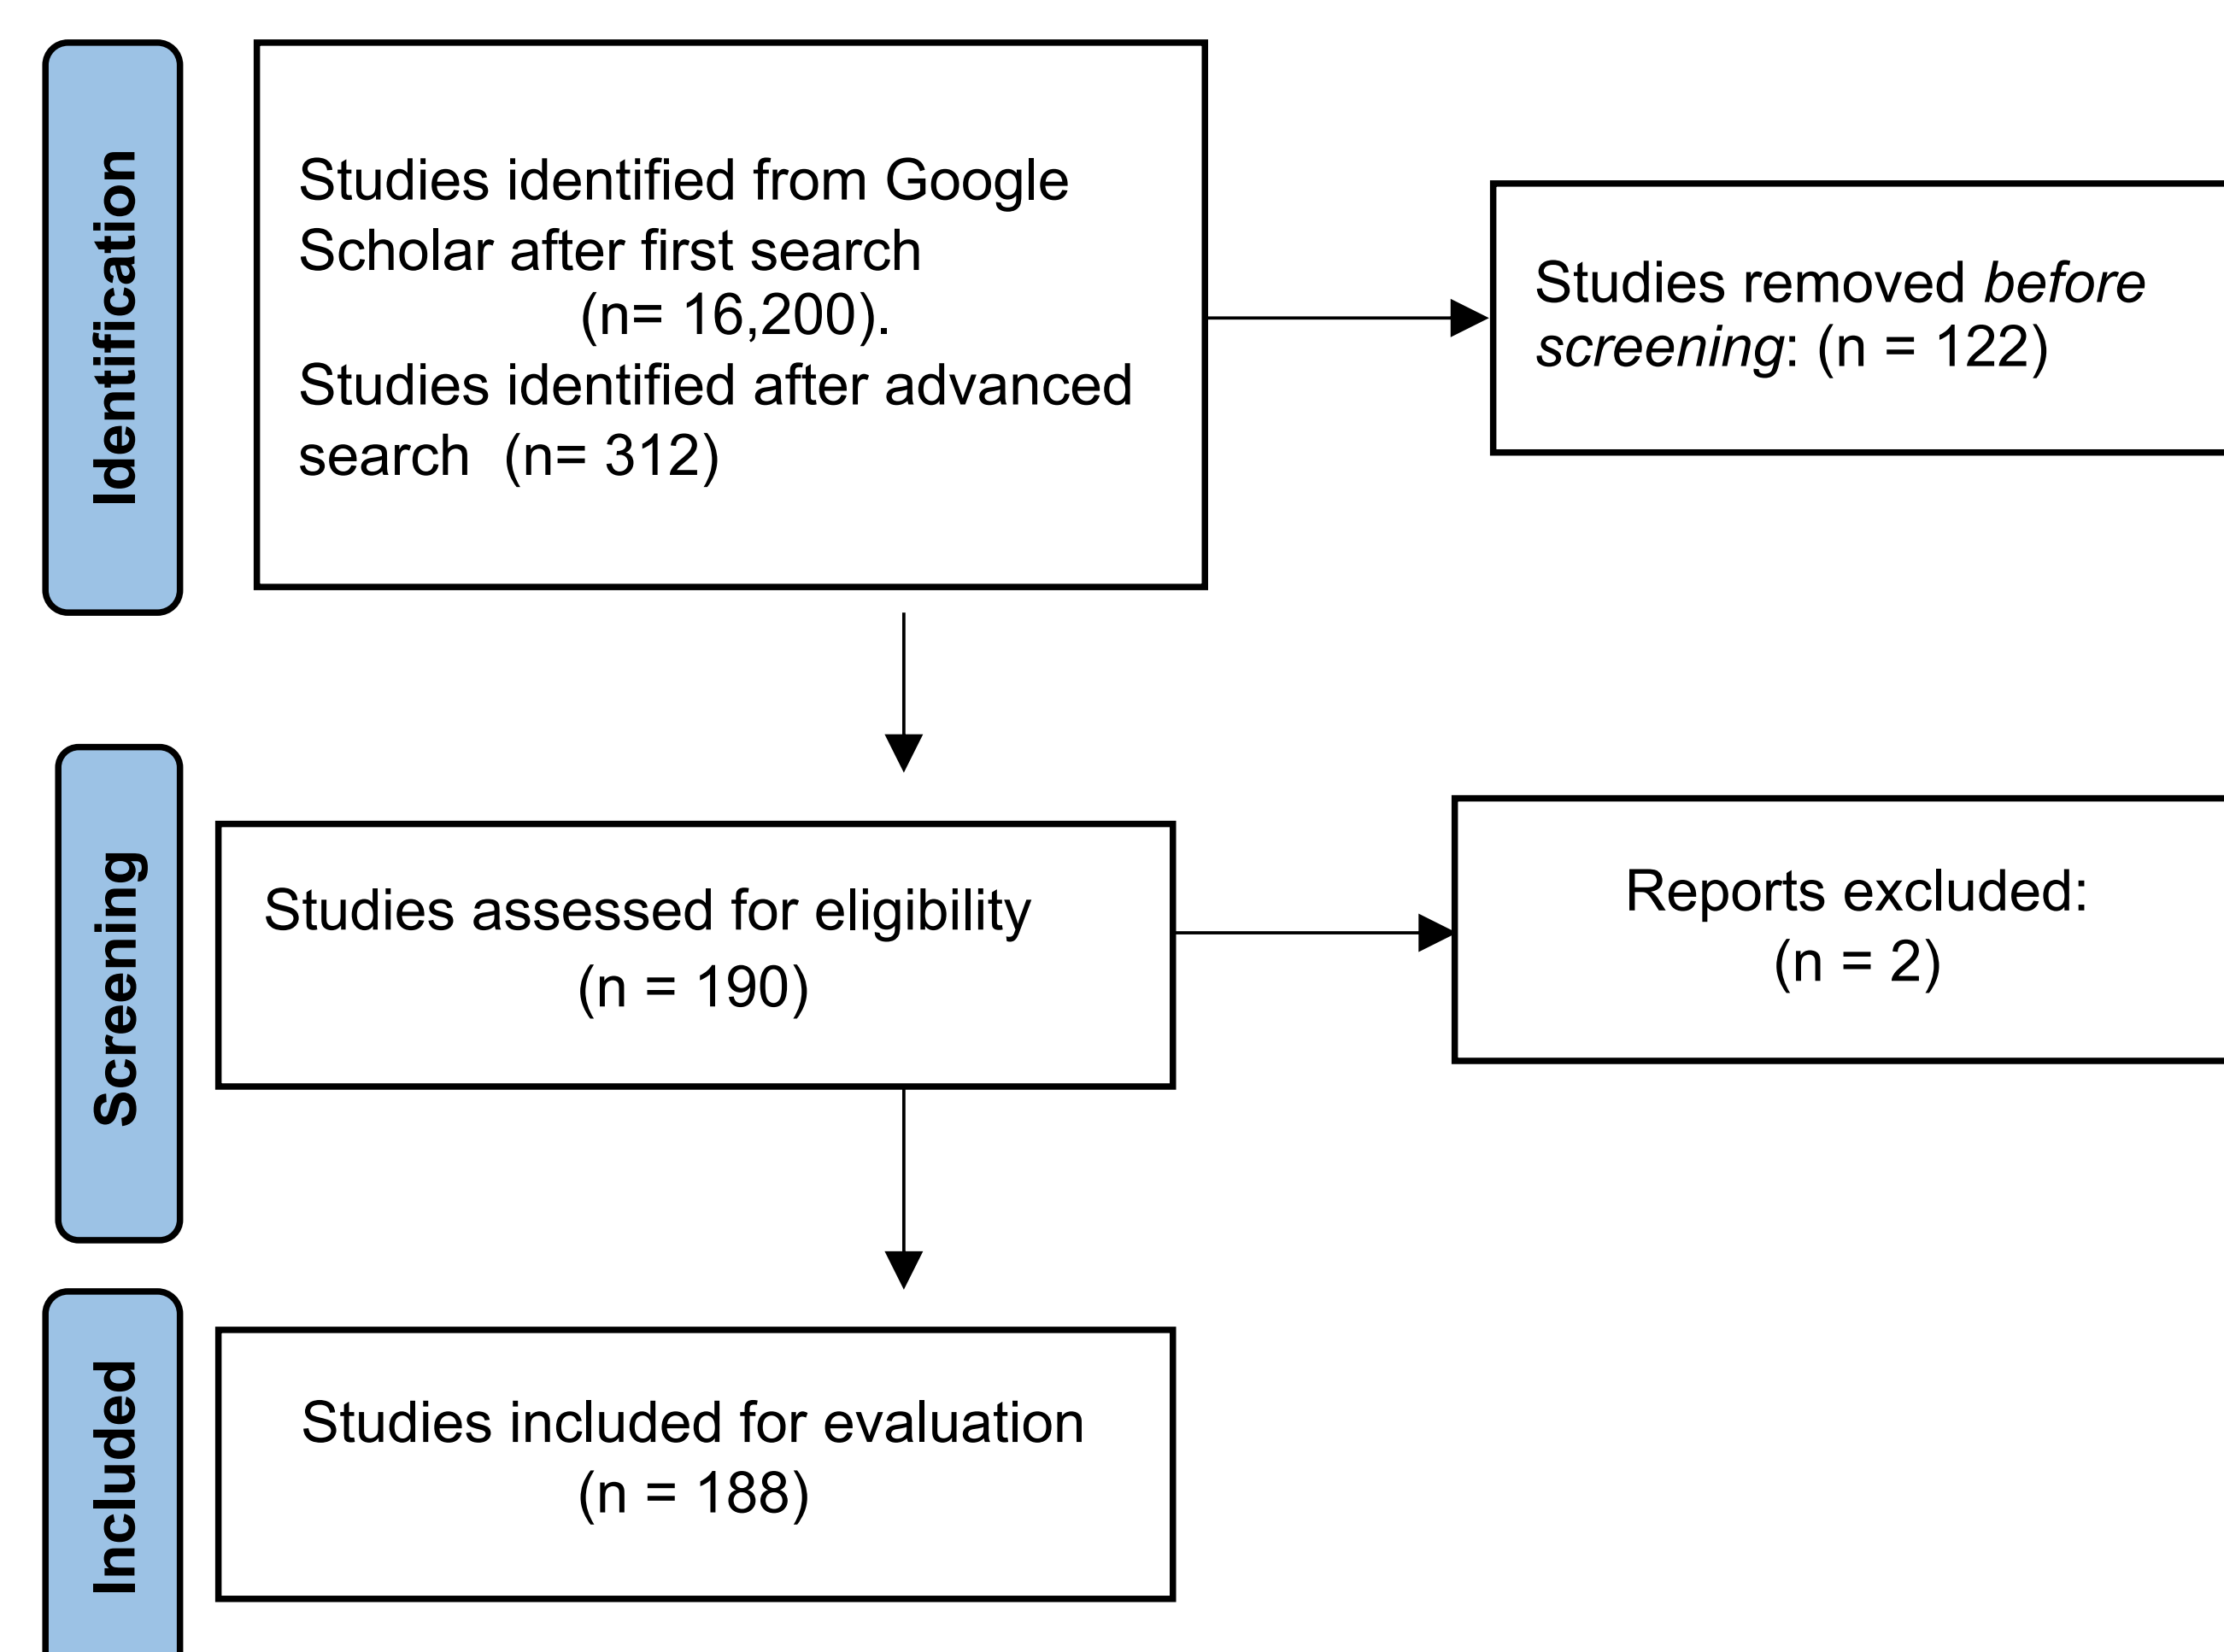 Identification
Studies identified from Google
Scholar after first search
(n= 16,200).
Studies identified after advanced
search  (n= 312)
Studies removed before
screening: (n = 122)
Screening
Studies assessed for eligibility
(n = 190)
Reports excluded:
(n = 2)
Included
Studies included for evaluation
(n = 188)